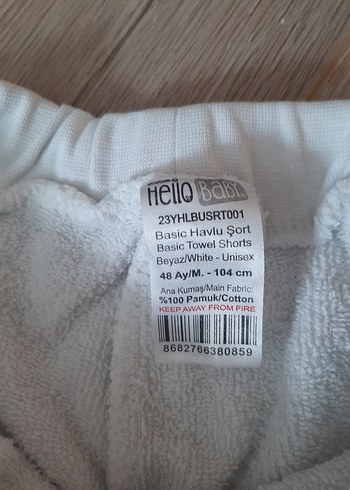 Hello BaBy
23YHLBUSRT001
Basic Havlu Şort
Basic Towel Shorts
Beyaz/White - Unisex
48 Ay/M. - 104 cm
Ana Kumaş/Main Fabric:
%100 Pamuk/Cotton
KEEP AWAY FROM FIRE
8682766380859